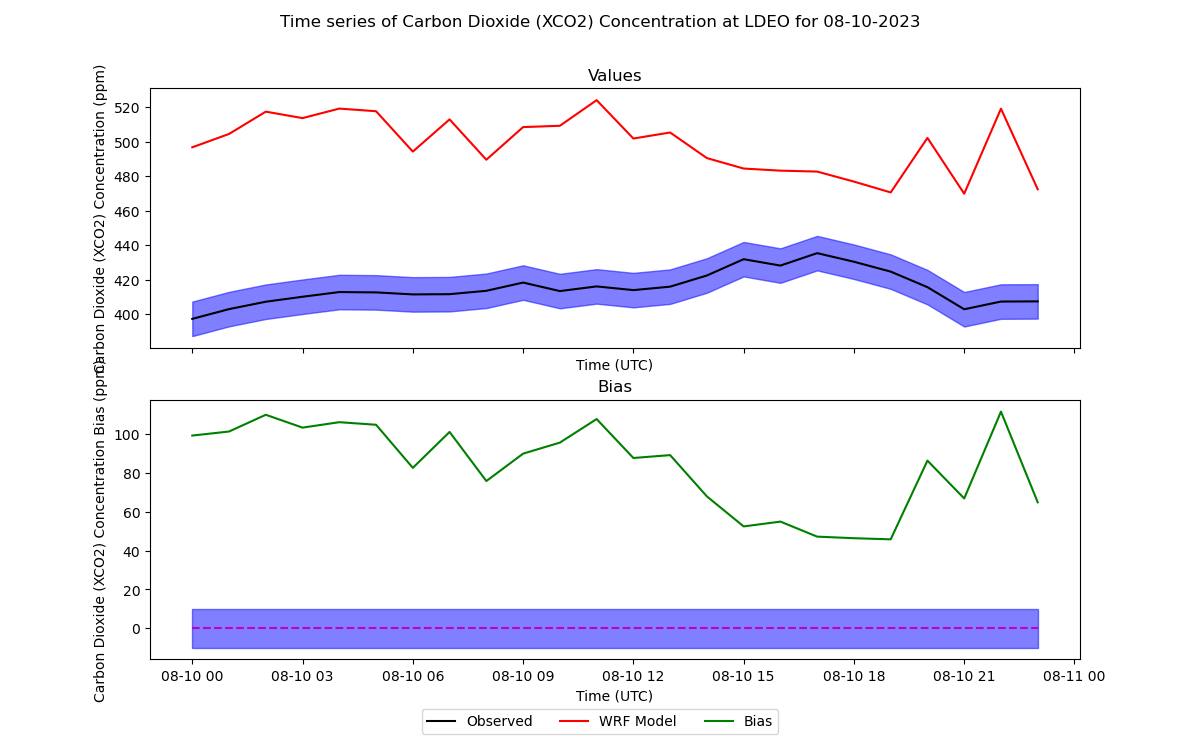 Time series of Carbon Dioxide (XCO2) Concentration at LDEO for 08-10-2023
Values
Carbon Dioxide (XCO2) Concentration (ppm)
520
500
480
460
440
420
400
Time (UTC)
Bias
Carbon Dioxide (XCO2) Concentration Bias (ppm)
100
80
60
40
20
0
08-10 00 08-10 03 08-10 06 08-10 09 08-10 12 08-10 15 08-10 18 08-10 21 08-11 00
Time (UTC)
Observed WRF Model Bias